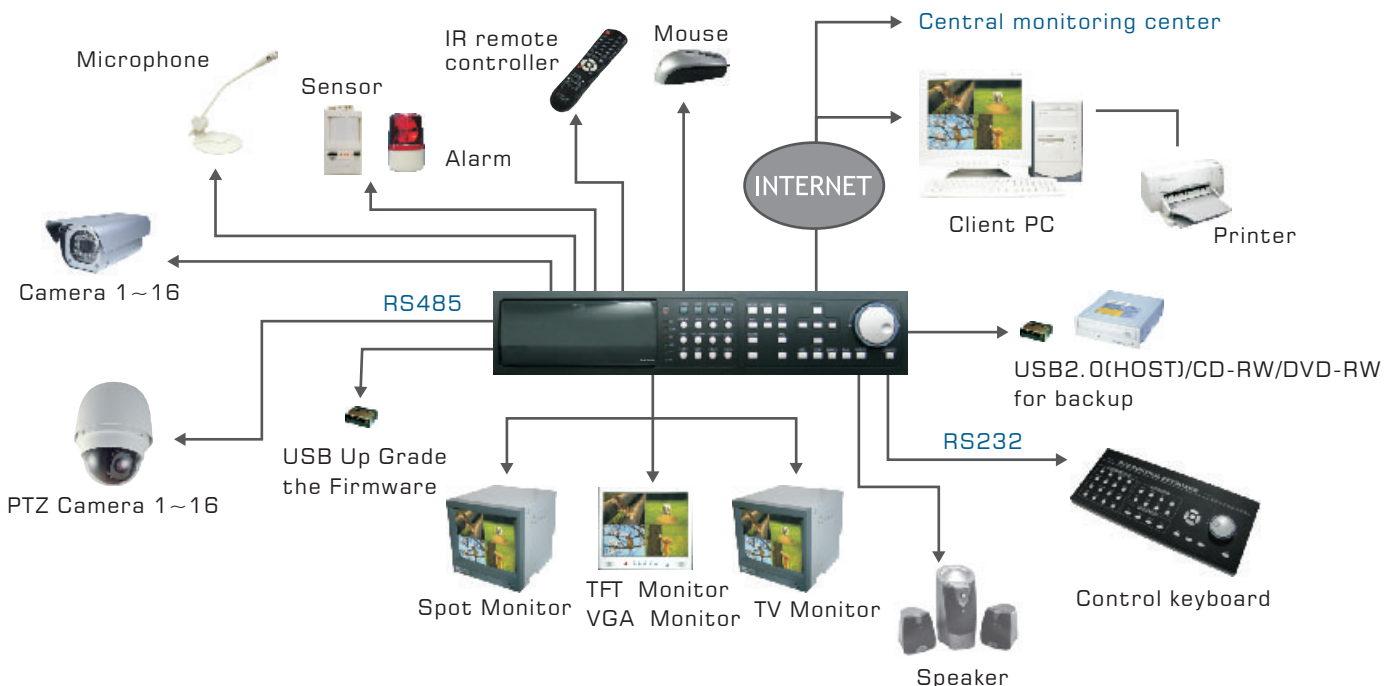 Central monitoring center
IR remote
controller
Mouse
Microphone
Sensor
Alarm
INTERNET
Client PC
Printer
Camera 1~16
RS485
USB2.0(HOST)/CD-RW/DVD-RW
for backup
RS232
USB Up Grade
the Firmware
PTZ Camera 1~16
Spot Monitor
TFT Monitor
VGA Monitor
TV Monitor
Control keyboard
Speaker